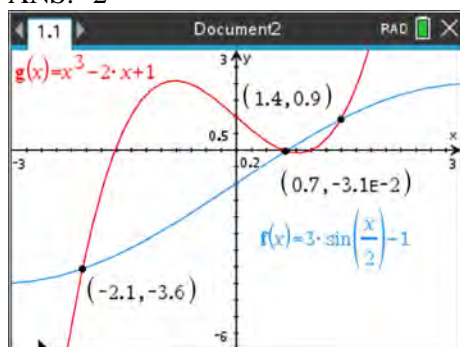 ANS: 2
1.1 Document2 RAD
g(x)=x³−2·x+1
3 y
(1.4,0.9)
0.5 x
-3 0.2 3
(0.7,-3.1E-2)
f(x)=3·sin(x/2)−1
(-2.1,-3.6)
-6